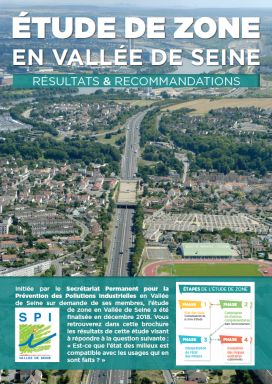 ÉTUDE DE ZONE
EN VALLÉE DE SEINE
RÉSULTATS & RECOMMANDATIONS
Initiée par le Secrétariat Permanent pour la
Prévention des Pollutions Industrielles en Vallée
de Seine sur demande de ses membres, l'étude
de zone en Vallée de Seine a été
finalisée en décembre 2018. Vous
retrouverez dans cette brochure
les résultats de cette étude visant
à répondre à la question suivante :
« Est-ce que l'état des milieux est
compatible avec les usages qui en
sont faits ? »
SPI
VALLÉE DE SEINE
ÉTAPES DE L'ÉTUDE DE ZONE
PHASE 1
PHASE 2
PHASE 3
PHASE 4